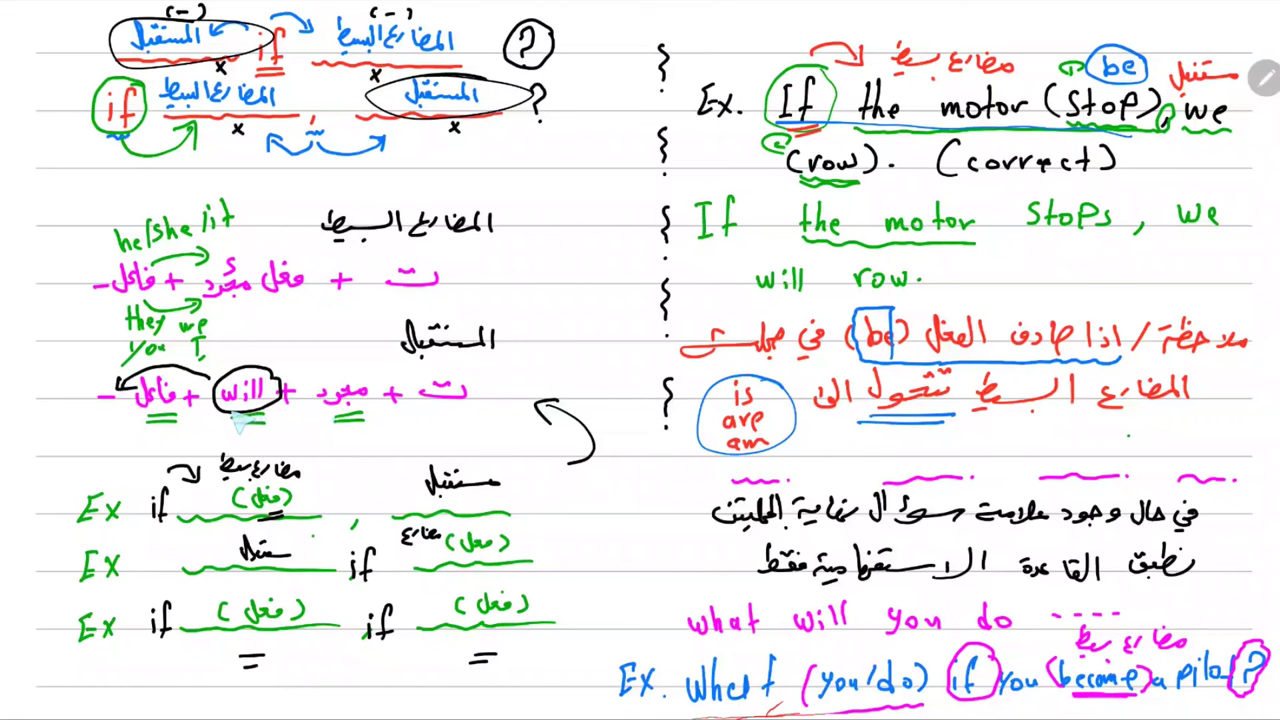 (-) (-)
المستقبل if المضارع البسيط ?
x x
if المضارع البسيط , المستقبل ?
x x
he/she/it
المضارع البسيط
- فاعل + فعل مجرد + ت
they we
you I
المستقبل
- فاعل + will + مجرد + ت
مضارع بسيط مستقبل
Ex if (فعل) ,
مستقبل مضارع
Ex if (فعل)
Ex if (فعل) if (فعل)
مضارع بسيط be مستقبل
Ex. If the motor (Stop), we
(row). (correct)
If the motor stops, we
will row.
ملاحظة / اذا صادف الفعل (be) في
المضارع البسيط تتحول الى is are am
في حال وجود علامة سؤال نهاية الجملتين
نطبق القاعدة الاستفهامية فقط
what will you do ----
مضارع بسيط
Ex. What (you/do) if you (become) a pilot ?